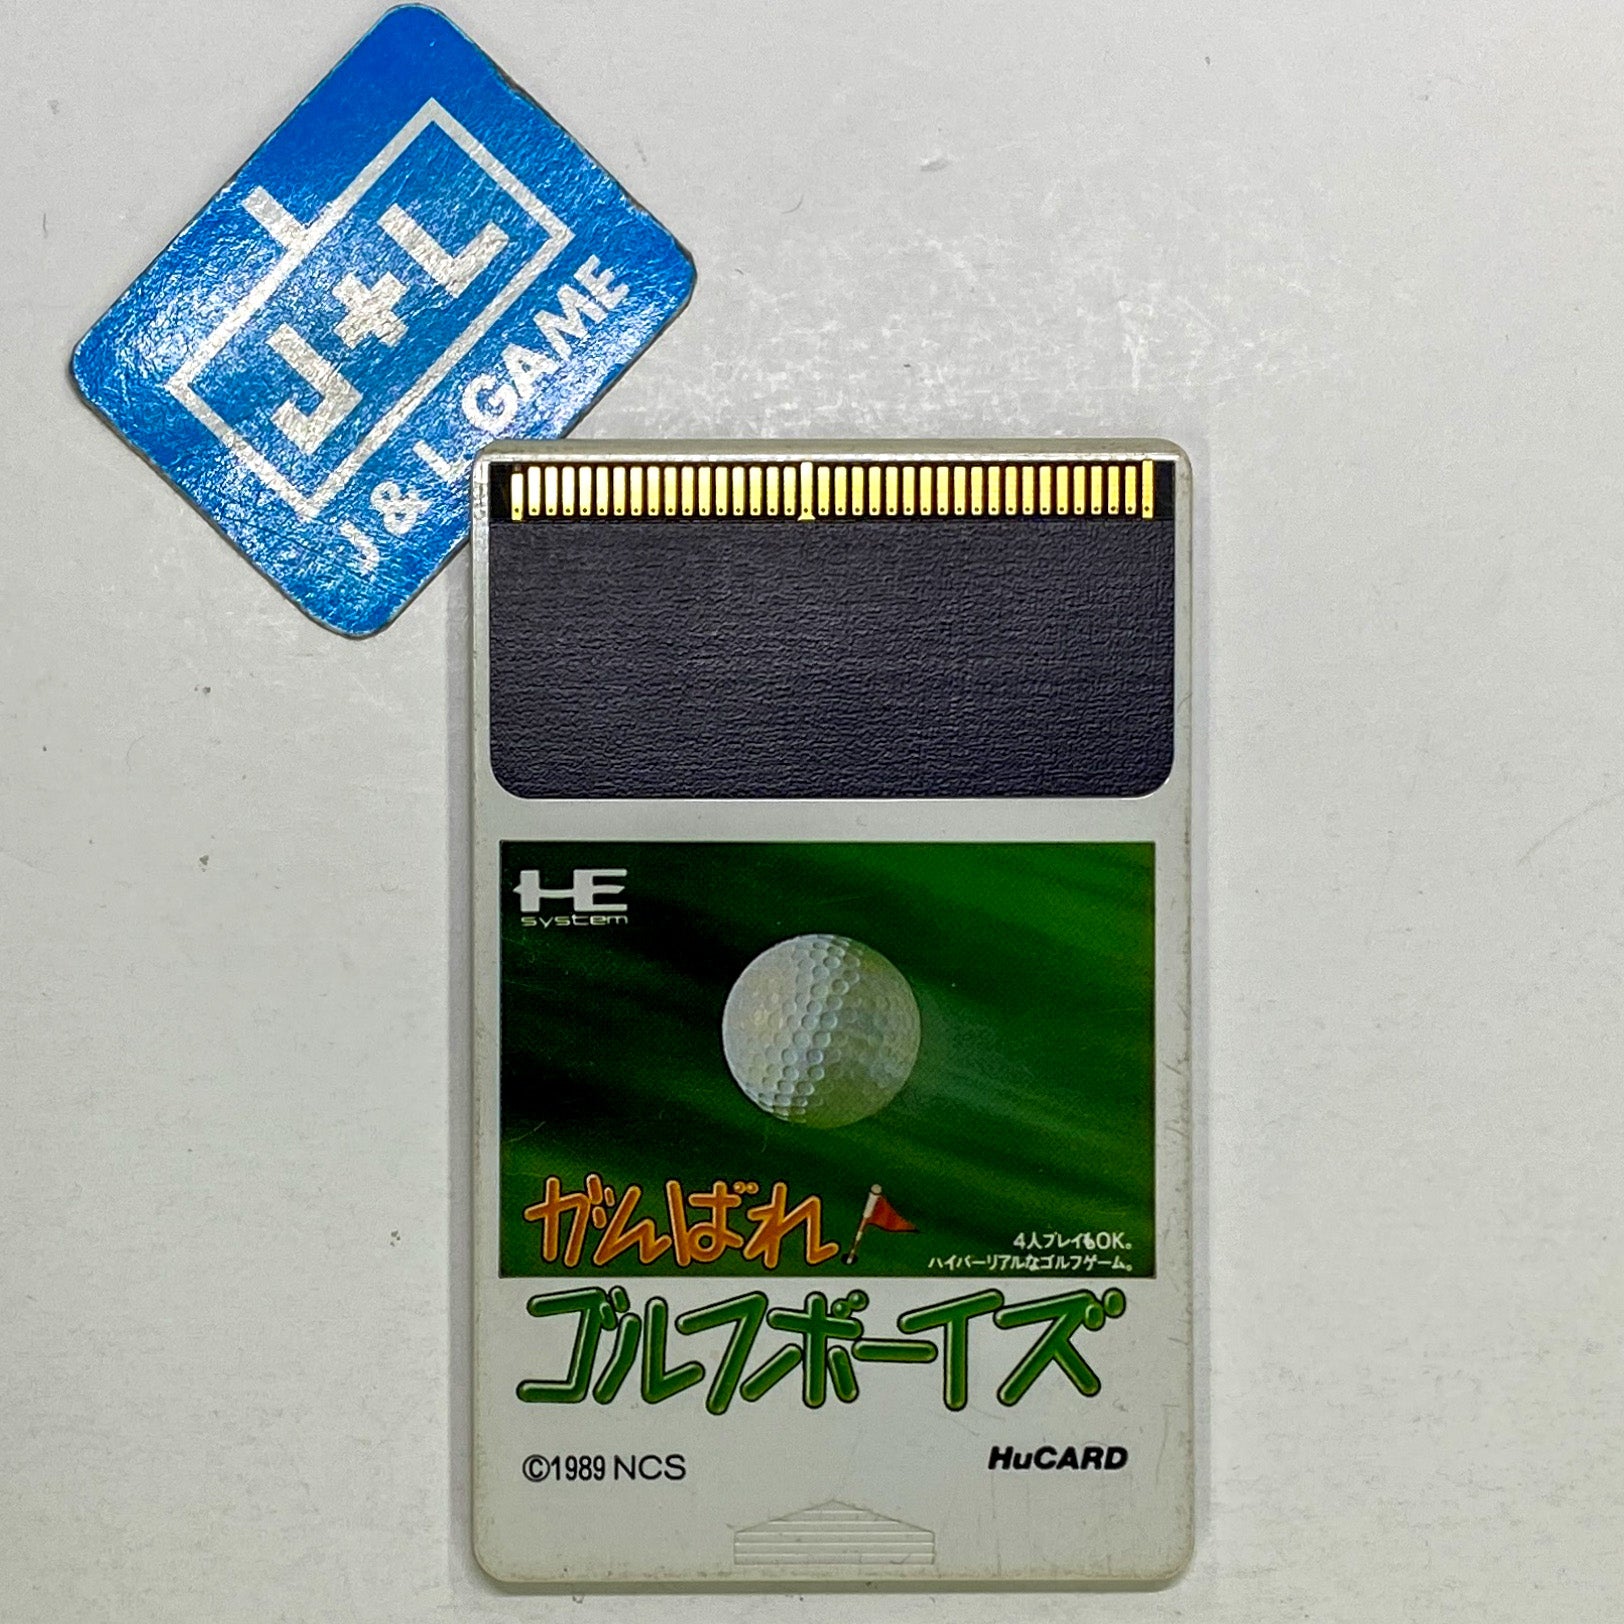 J+L
J & L GAME
HE
system
がんばれ
4人プレイもOK。
ハイパーリアルなゴルフゲーム。
ゴルフボーイズ
©1989 NCS
HuCARD